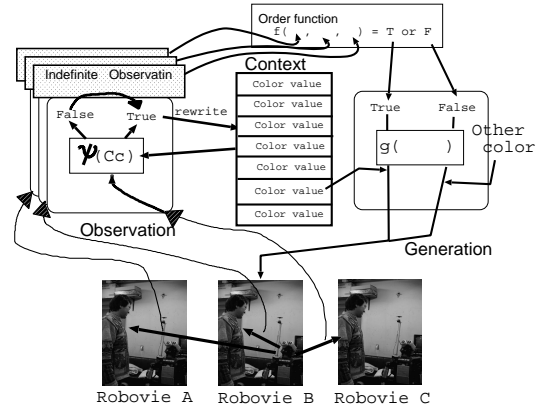 Order function
f( , , ) = T or F
Indefinite Observatin
Context
Color value
Color value
Color value
Color value
Color value
Color value
Color value
False
True
rewrite
Ψ(Cc)
Observation
True
False
g( )
Other
color
Generation
Robovie A
Robovie B
Robovie C